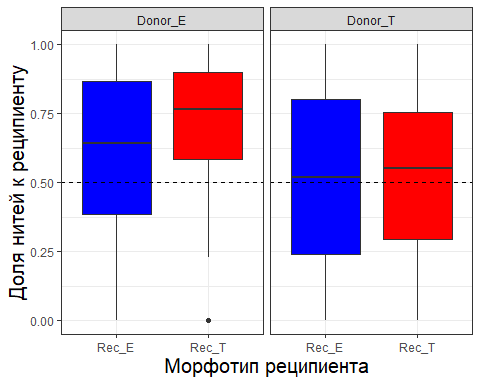 Donor_E Donor_T
Доля нитей к реципиенту
1.00
0.75
0.50
0.25
0.00
Rec_E Rec_T Rec_E Rec_T
Морфотип реципиента